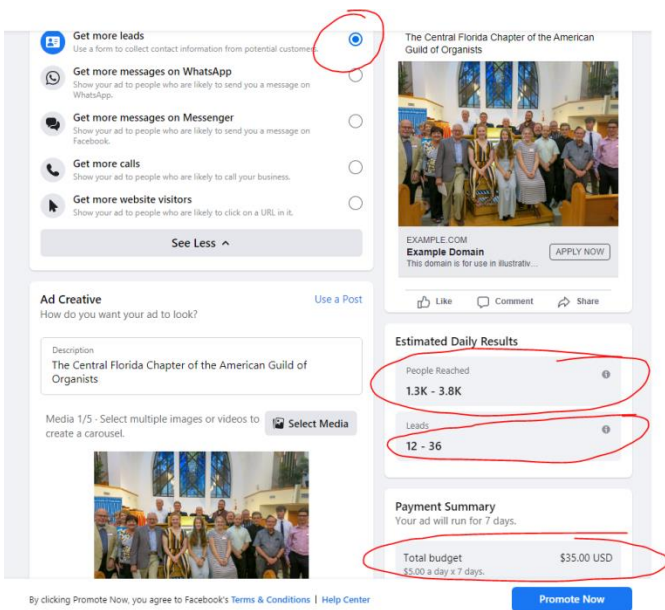 Get more leads
Use a form to collect contact information from potential customers.
Get more messages on WhatsApp
Show your ad to people who are likely to send you a message on
WhatsApp.
Get more messages on Messenger
Show your ad to people who are likely to send you a message on
Facebook.
Get more calls
Show your ad to people who are likely to call your business.
Get more website visitors
Show your ad to people who are likely to click on a URL in it.
See Less
Ad Creative
Use a Post
How do you want your ad to look?
Description
The Central Florida Chapter of the American Guild of
Organists
Media 1/5 · Select multiple images or videos to
create a carousel.
Select Media
The Central Florida Chapter of the American
Guild of Organists
EXAMPLE.COM
Example Domain
This domain is for use in illustrativ...
APPLY NOW
Like
Comment
Share
Estimated Daily Results
People Reached
1.3K - 3.8K
Leads
12 - 36
Payment Summary
Your ad will run for 7 days.
Total budget
$35.00 USD
$5.00 a day x 7 days.
By clicking Promote Now, you agree to Facebook's Terms & Conditions | Help Center
Promote Now